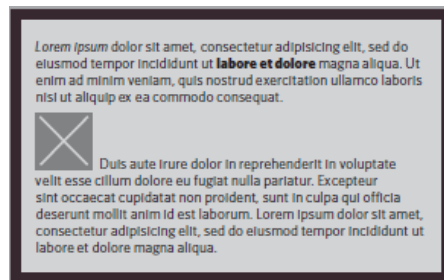 Lorem ipsum dolor sit amet, consectetur adipisicing elit, sed do
eiusmod tempor incididunt ut labore et dolore magna aliqua. Ut
enim ad minim veniam, quis nostrud exercitation ullamco laboris
nisi ut aliquip ex ea commodo consequat.
Duis aute irure dolor in reprehenderit in voluptate
velit esse cillum dolore eu fugiat nulla pariatur. Excepteur
sint occaecat cupidatat non proident, sunt in culpa qui officia
deserunt mollit anim id est laborum. Lorem ipsum dolor sit amet,
consectetur adipisicing elit, sed do eiusmod tempor incididunt ut
labore et dolore magna aliqua.